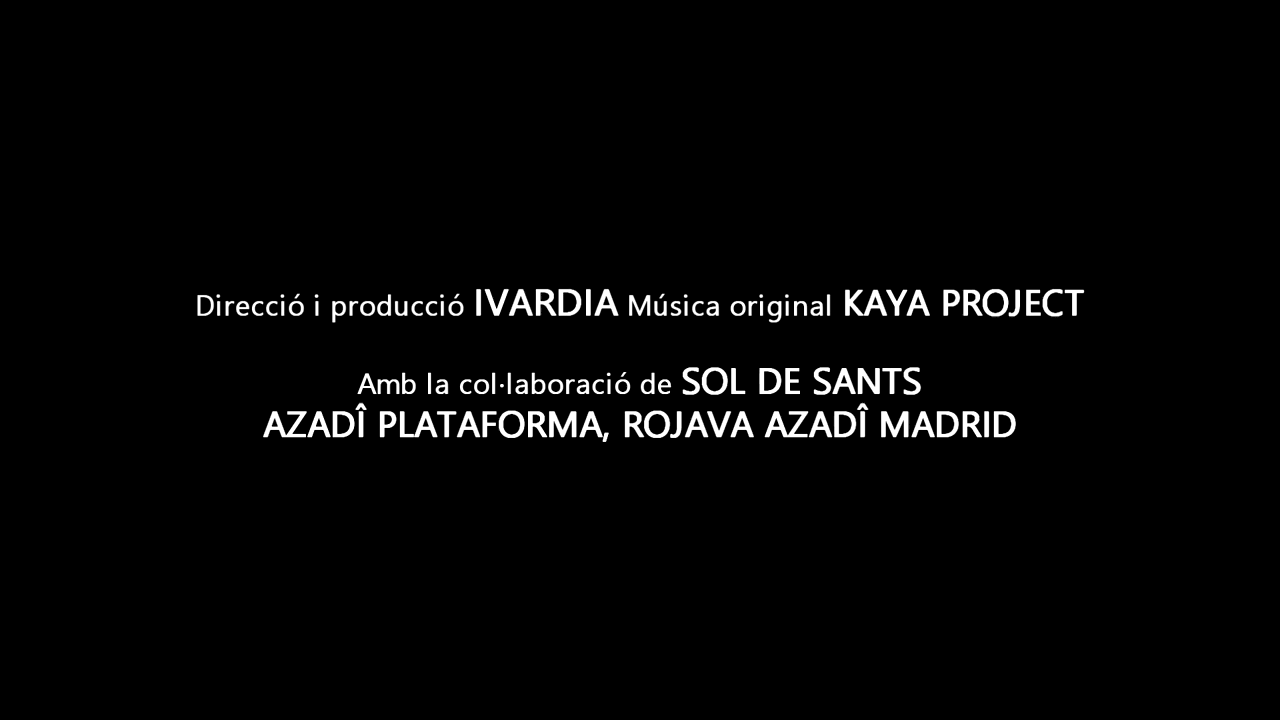 Direcció i producció IVARDIA Música original KAYA PROJECT
Amb la col·laboració de SOL DE SANTS
AZADÎ PLATAFORMA, ROJAVA AZADÎ MADRID